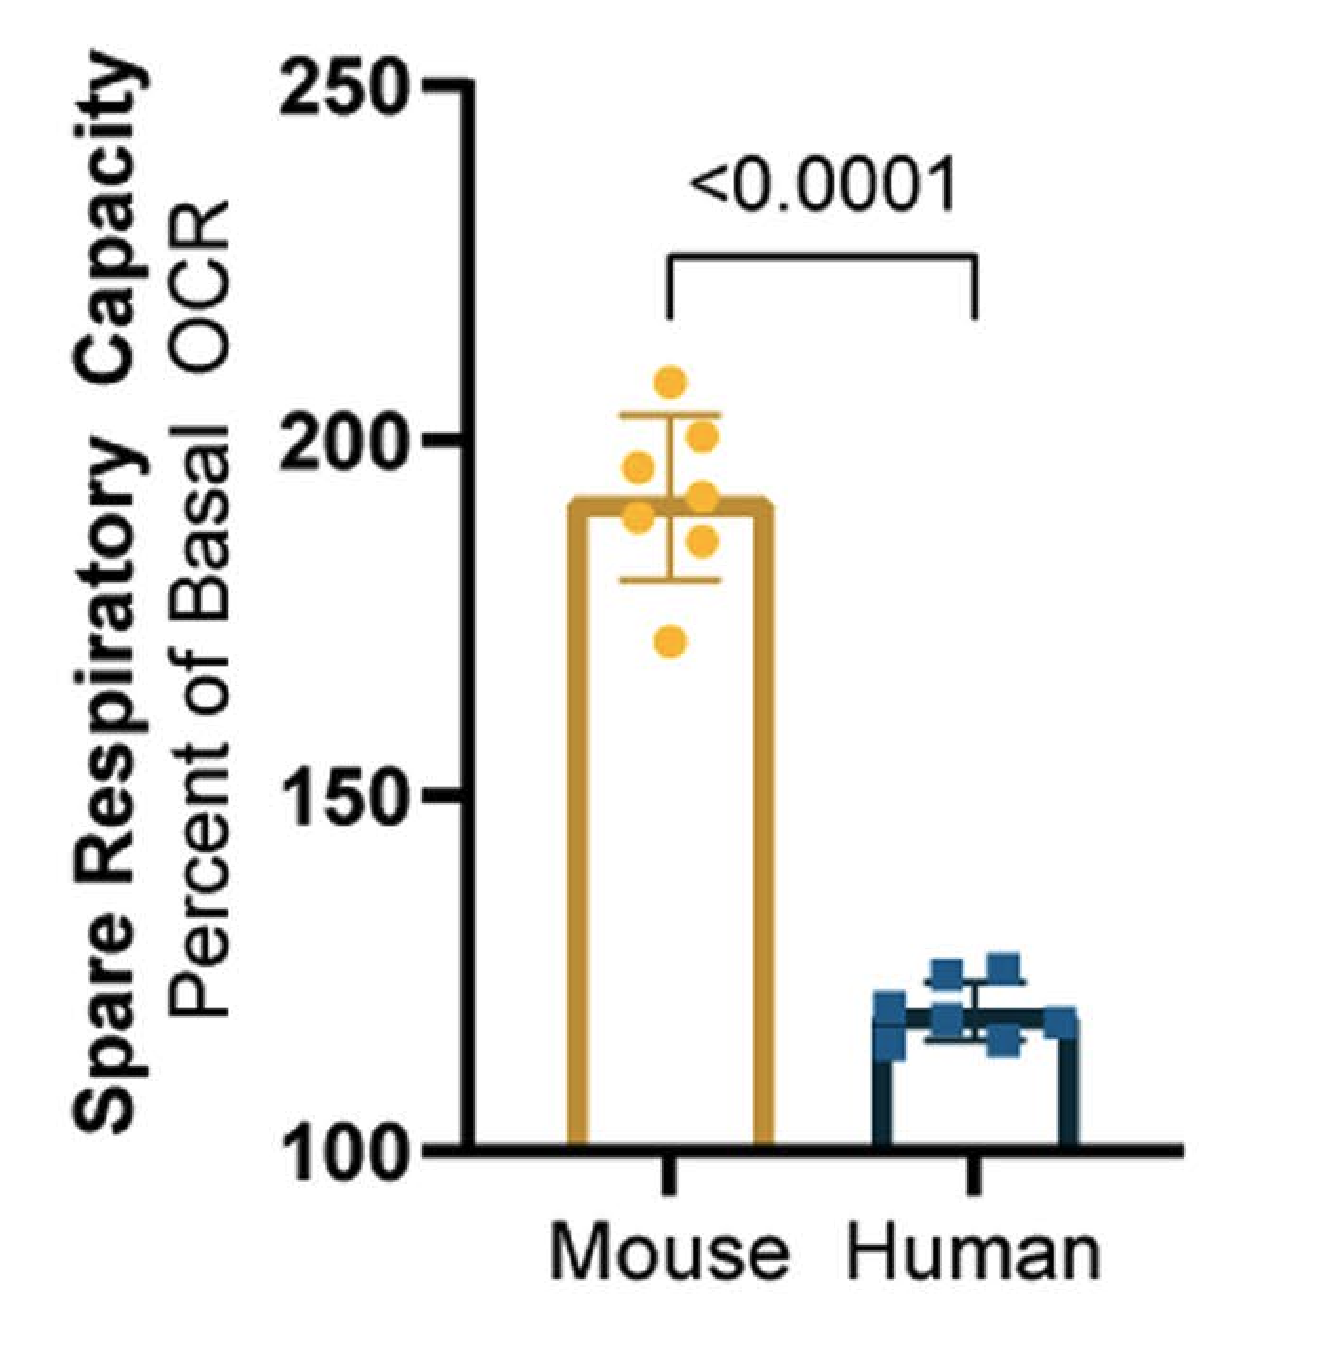 Spare Respiratory Capacity
Percent of Basal OCR
250
200
150
100
<0.0001
Mouse
Human